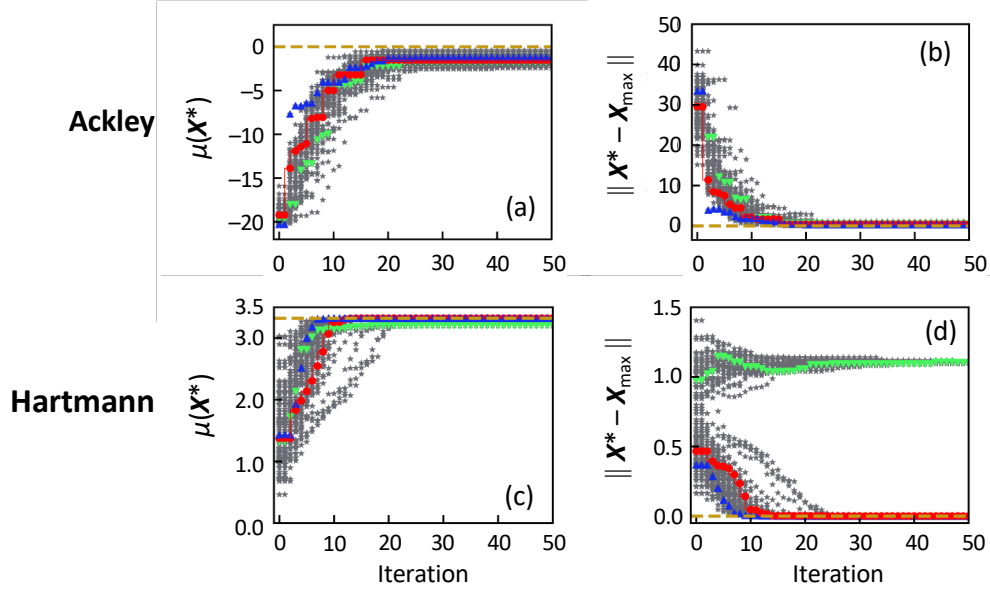 Ackley
μ(X*)
0
−5
−10
−15
−20
(a)
0 10 20 30 40 50
‖ X* − Xmax ‖
50
40
30
20
10
0
(b)
0 10 20 30 40 50
Hartmann
μ(X*)
3.5
3.0
2.0
1.0
0.0
(c)
0 10 20 30 40 50
Iteration
‖ X* − Xmax ‖
1.5
1.0
0.5
0.0
(d)
0 10 20 30 40 50
Iteration